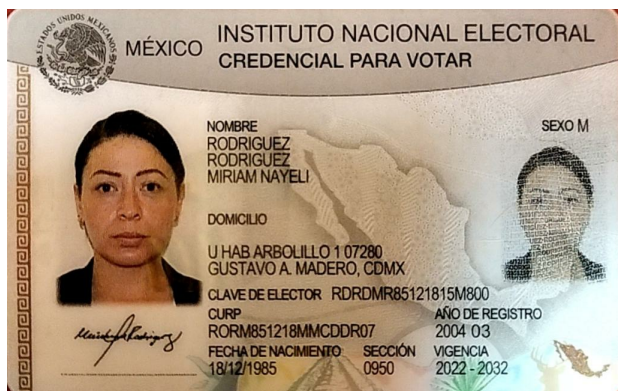 ESTADOS UNIDOS MEXICANOS
MÉXICO
INSTITUTO NACIONAL ELECTORAL
CREDENCIAL PARA VOTAR
NOMBRE
SEXO M
RODRIGUEZ
RODRIGUEZ
MIRIAM NAYELI
DOMICILIO
U HAB ARBOLILLO 1 07280
GUSTAVO A. MADERO, CDMX
CLAVE DE ELECTOR RDRDMR85121815M800
CURP
AÑO DE REGISTRO
RORM851218MMCDDR07
2004 03
FECHA DE NACIMIENTO SECCIÓN VIGENCIA
18/12/1985 0950 2022 - 2032